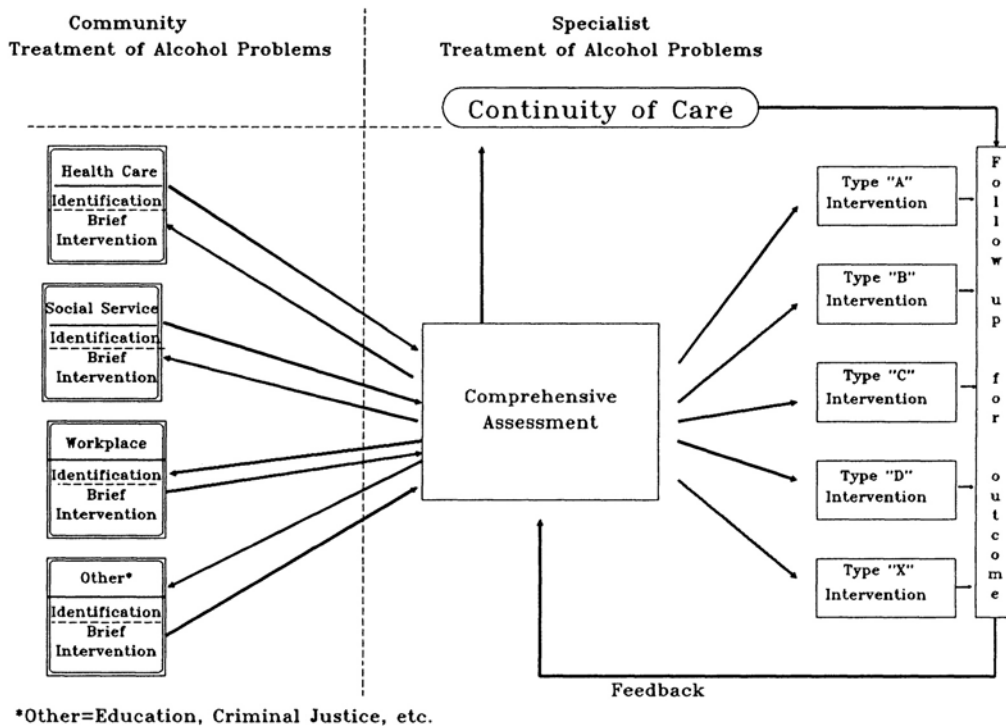 Community
Treatment of Alcohol Problems
Specialist
Treatment of Alcohol Problems
Continuity of Care
Health Care
Identification
Brief
Intervention
Social Service
Identification
Brief
Intervention
Workplace
Identification
Brief
Intervention
Other*
Identification
Brief
Intervention
Comprehensive
Assessment
Type "A"
Intervention
Type "B"
Intervention
Type "C"
Intervention
Type "D"
Intervention
Type "X"
Intervention
Follow up for outcome
Feedback
*Other=Education, Criminal Justice, etc.